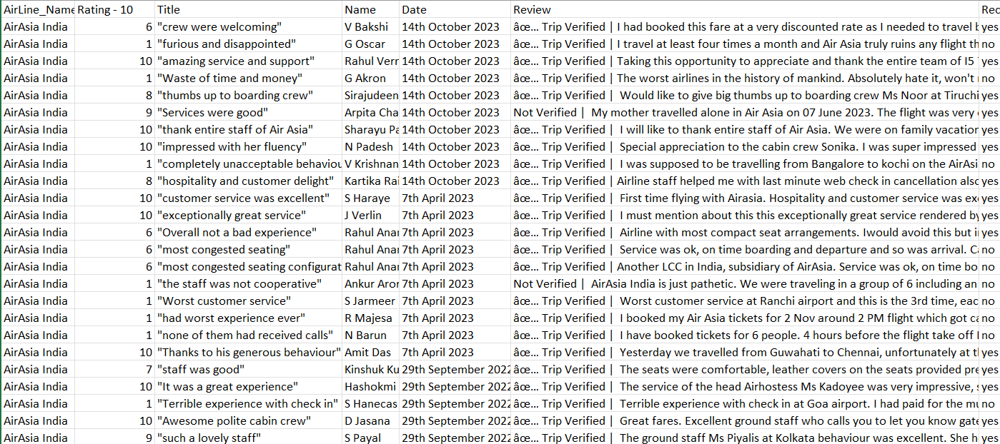 AirLine_Name Rating - 10 Title Name Date Review Rec
AirAsia India 6 "crew were welcoming" V Bakshi 14th October 2023 âœ… Trip Verified | I had booked this fare at a very discounted rate as I needed to travel yes
AirAsia India 1 "furious and disappointed" G Oscar 14th October 2023 âœ… Trip Verified | I travel at least four times a month and Air Asia truly ruins any flight th no
AirAsia India 10 "amazing service and support" Rahul Verr 14th October 2023 âœ… Trip Verified | Taking this opportunity to appreciate and thank the entire team of I5 yes
AirAsia India 1 "Waste of time and money" G Akron 14th October 2023 âœ… Trip Verified | The worst airlines in the history of mankind. Absolutely hate it, won't no
AirAsia India 8 "thumbs up to boarding crew" Sirajudeen 14th October 2023 âœ… Trip Verified | Would like to give big thumbs up to boarding crew Ms Noor at Tiruchi yes
AirAsia India 9 "Services were good" Arpita Cha 14th October 2023 Not Verified | My mother travelled alone in Air Asia on 07 June 2023. The flight was very yes
AirAsia India 10 "thank entire staff of Air Asia" Sharayu Pa 14th October 2023 âœ… Trip Verified | I will like to thank entire staff of Air Asia. We were on family vacation yes
AirAsia India 10 "impressed with her fluency" N Padesh 14th October 2023 âœ… Trip Verified | Special appreciation to the cabin crew Sonika. I was super impressed yes
AirAsia India 1 "completely unacceptable behaviou V Krishnan 14th October 2023 âœ… Trip Verified | I was supposed to be travelling from Bangalore to kochi on the AirAsi no
AirAsia India 8 "hospitality and customer delight" Kartika Rai 14th October 2023 âœ… Trip Verified | Airline staff helped me with last minute web check in cancellation also yes
AirAsia India 10 "customer service was excellent" S Haraye 7th April 2023 âœ… Trip Verified | First time flying with Airasia. Hospitality and customer service was ex yes
AirAsia India 10 "exceptionally great service" J Verlin 7th April 2023 âœ… Trip Verified | I must mention about this this exceptionally great service rendered by yes
AirAsia India 6 "Overall not a bad experience" Rahul Anar 7th April 2023 âœ… Trip Verified | Airline with most compact seat arrangements. Iwould avoid this but i yes
AirAsia India 6 "most congested seating" Rahul Anar 7th April 2023 âœ… Trip Verified | Service was ok, on time boarding and departure and so was arrival. Ca no
AirAsia India 6 "most congested seating configurat Rahul Anar 7th April 2023 âœ… Trip Verified | Another LCC in India, subsidiary of AirAsia. Service was ok, on time bo no
AirAsia India 1 "the staff was not cooperative" Ankur Aror 7th April 2023 Not Verified | AirAsia India is just pathetic. We were traveling in a group of 6 including an no
AirAsia India 1 "Worst customer service" S Jarmeer 7th April 2023 âœ… Trip Verified | Worst customer service at Ranchi airport and this is the 3rd time, eac no
AirAsia India 1 "had worst experience ever" R Majesa 7th April 2023 âœ… Trip Verified | I booked my Air Asia tickets for 2 Nov around 2 PM flight which got ca no
AirAsia India 1 "none of them had received calls" N Barun 7th April 2023 âœ… Trip Verified | I have booked tickets for 6 people. 4 hours before the flight take off no
AirAsia India 10 "Thanks to his generous behaviour" Amit Das 7th April 2023 âœ… Trip Verified | Yesterday we travelled from Guwahati to Chennai, unfortunately at t yes
AirAsia India 7 "staff was good" Kinshuk Ku 29th September 2022 âœ… Trip Verified | The seats were comfortable, leather covers on the seats provided pre yes
AirAsia India 10 "It was a great experience" Hashokmi 29th September 2022 âœ… Trip Verified | The service of the head Airhostess Ms Kadoyee was very impressive, yes
AirAsia India 1 "Terrible experience with check in" S Hanecas 29th September 2022 âœ… Trip Verified | Terrible experience with check in at Goa airport. I had paid for the mu no
AirAsia India 10 "Awesome polite cabin crew" D Jasana 29th September 2022 âœ… Trip Verified | Great fares. Excellent ground staff who calls you to let you know gate yes
AirAsia India 9 "such a lovely staff" S Payal 29th September 2022 âœ… Trip Verified | The ground staff Ms Piyalis at Kolkata behaviour was excellent. She h yes